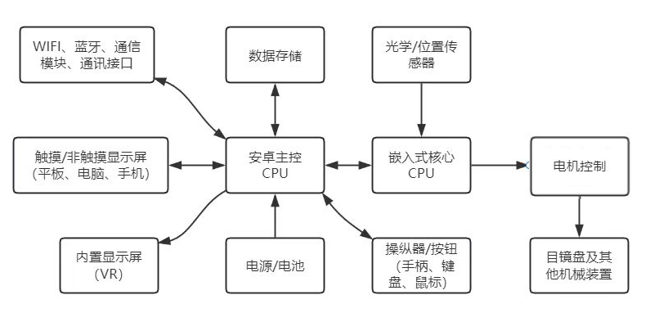 WIFI、蓝牙、通信
模块、通讯接口
数据存储
光学/位置传
感器
触摸/非触摸显示屏
（平板、电脑、手机）
安卓主控
CPU
嵌入式核心
CPU
电机控制
内置显示屏
（VR）
电源/电池
操纵器/按钮
（手柄、键
盘、鼠标）
目镜盘及其
他机械装置